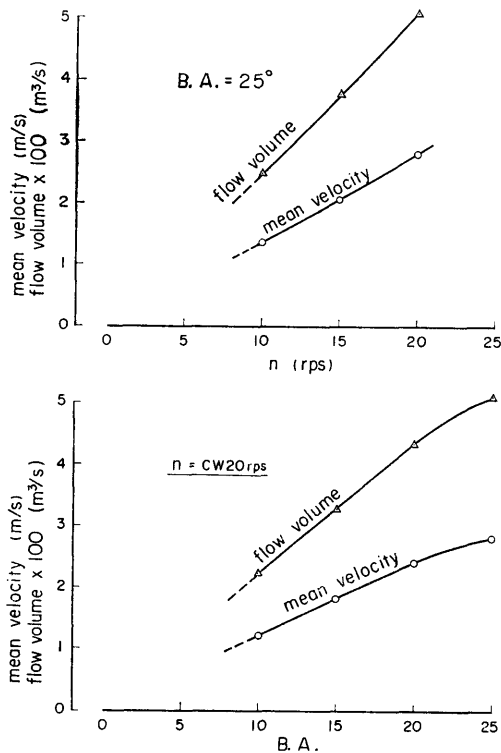 mean velocity (m/s)
flow volume x 100 (m³/s)
5
4
3
2
1
0
B.A. = 25°
flow volume
mean velocity
0 5 10 15 20 25
n (rps)
mean velocity (m/s)
flow volume x 100 (m³/s)
5
4
3
2
1
0
n = CW20rps
flow volume
mean velocity
0 5 10 15 20 25
B.A.